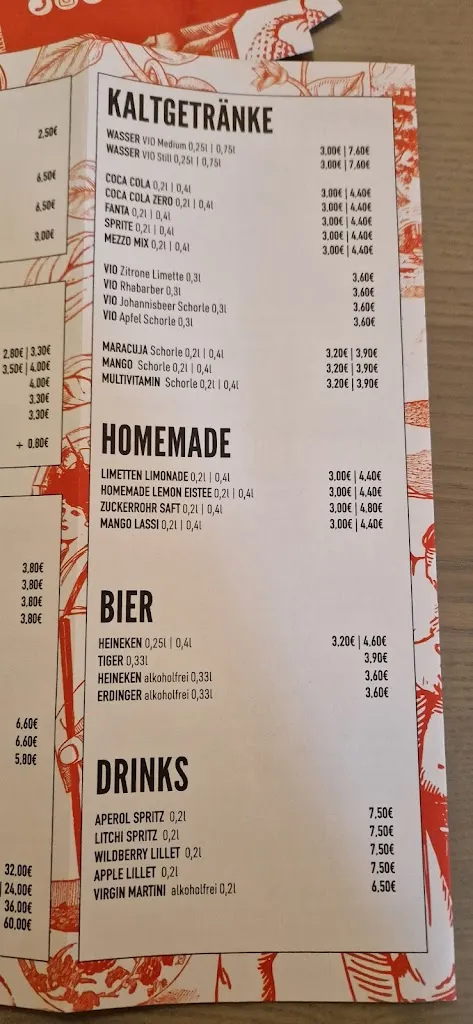 2,50€
6,50€
6,50€
3,00€
2,80€ | 3,30€
3,50€ | 4,00€
4,00€
3,30€
3,30€
+ 0,80€
3,80€
3,80€
3,80€
3,80€
6,60€
6,60€
5,80€
32,00€
| 24,00€
36,00€
60,00€
KALTGETRÄNKE
WASSER VIO Medium 0,25l | 0,75l 3,00€ | 7,60€
WASSER VIO Still 0,25l | 0,75l 3,00€ | 7,60€
COCA COLA 0,2l | 0,4l 3,00€ | 4,40€
COCA COLA ZERO 0,2l | 0,4l 3,00€ | 4,40€
FANTA 0,2l | 0,4l 3,00€ | 4,40€
SPRITE 0,2l | 0,4l 3,00€ | 4,40€
MEZZO MIX 0,2l | 0,4l 3,00€ | 4,40€
VIO Zitrone Limette 0,3l 3,60€
VIO Rhabarber 0,3l 3,60€
VIO Johannisbeer Schorle 0,3l 3,60€
VIO Apfel Schorle 0,3l 3,60€
MARACUJA Schorle 0,2l | 0,4l 3,20€ | 3,90€
MANGO Schorle 0,2l | 0,4l 3,20€ | 3,90€
MULTIVITAMIN Schorle 0,2l | 0,4l 3,20€ | 3,90€
HOMEMADE
LIMETTEN LIMONADE 0,2l | 0,4l 3,00€ | 4,40€
HOMEMADE LEMON EISTEE 0,2l | 0,4l 3,00€ | 4,40€
ZUCKERROHR SAFT 0,2l | 0,4l 3,00€ | 4,80€
MANGO LASSI 0,2l | 0,4l 3,00€ | 4,40€
BIER
HEINEKEN 0,25l | 0,4l 3,20€ | 4,60€
TIGER 0,33l 3,90€
HEINEKEN alkoholfrei 0,33l 3,60€
ERDINGER alkoholfrei 0,33l 3,60€
DRINKS
APEROL SPRITZ 0,2l 7,50€
LITCHI SPRITZ 0,2l 7,50€
WILDBERRY LILLET 0,2l 7,50€
APPLE LILLET 0,2l 7,50€
VIRGIN MARTINI alkoholfrei 0,2l 6,50€